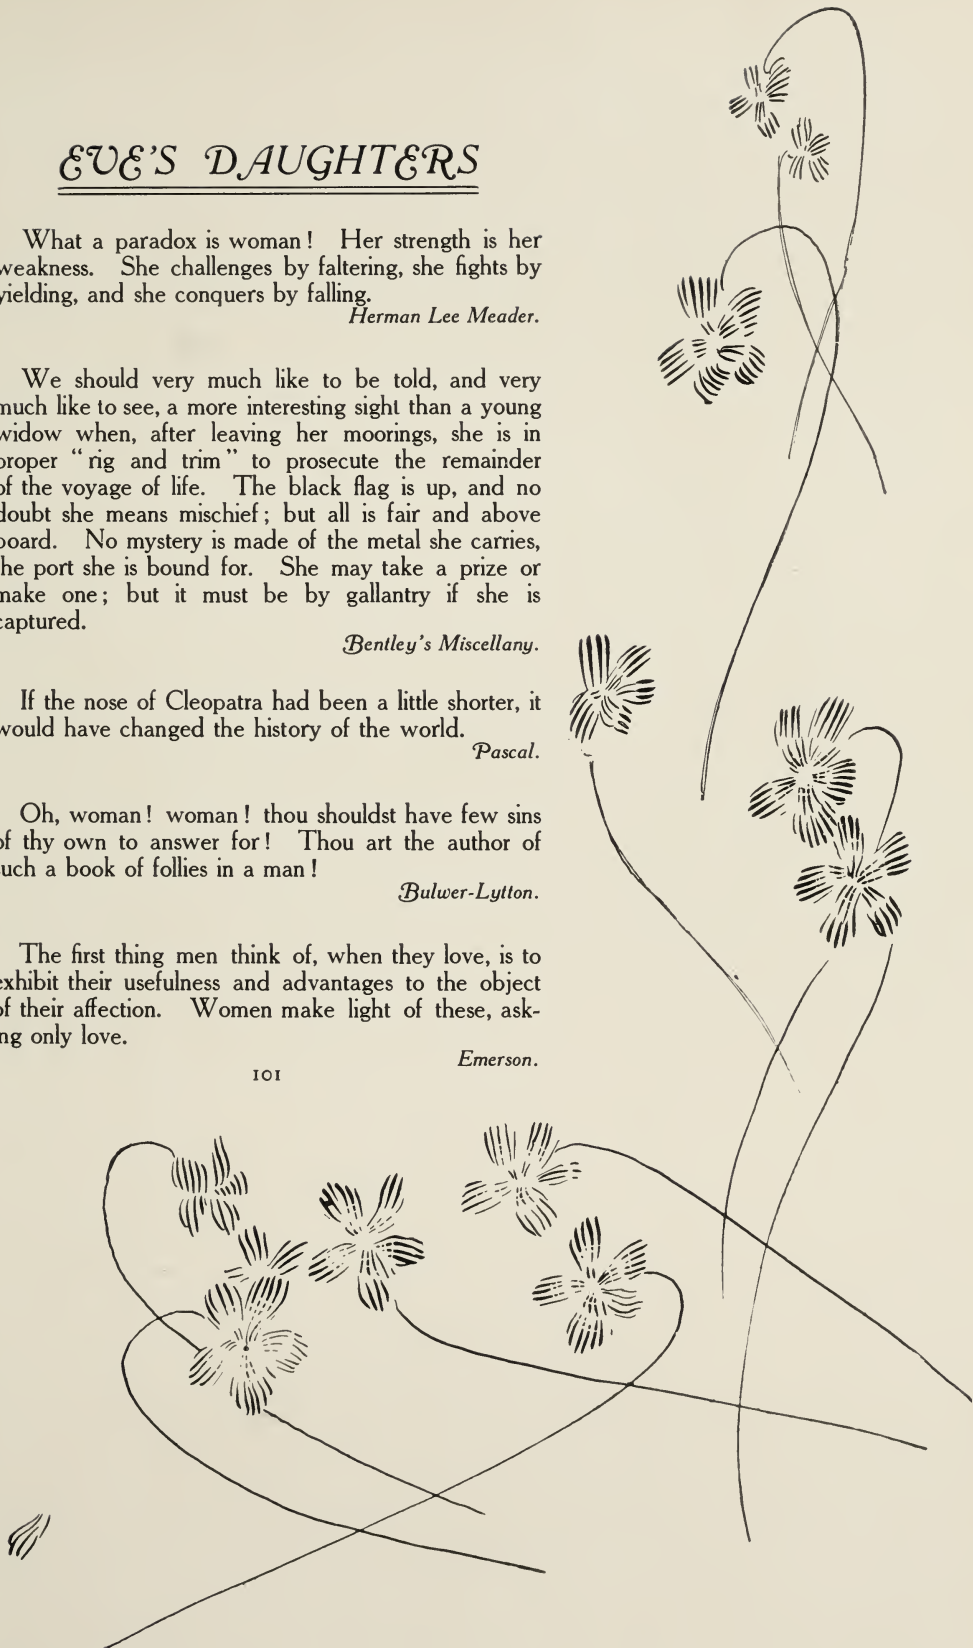 EVE'S DAUGHTERS
What a paradox is woman! Her strength is her
weakness. She challenges by faltering, she fights by
yielding, and she conquers by falling.
Herman Lee Meader.
We should very much like to be told, and very
much like to see, a more interesting sight than a young
widow when, after leaving her moorings, she is in
proper “rig and trim” to prosecute the remainder
of the voyage of life. The black flag is up, and no
doubt she means mischief; but all is fair and above
board. No mystery is made of the metal she carries,
the port she is bound for. She may take a prize or
make one; but it must be by gallantry if she is
captured.
Bentley's Miscellany.
If the nose of Cleopatra had been a little shorter, it
would have changed the history of the world.
Pascal.
Oh, woman! woman! thou shouldst have few sins
of thy own to answer for! Thou art the author of
such a book of follies in a man!
Bulwer-Lytton.
The first thing men think of, when they love, is to
exhibit their usefulness and advantages to the object
of their affection. Women make light of these, ask-
ing only love.
Emerson.
101